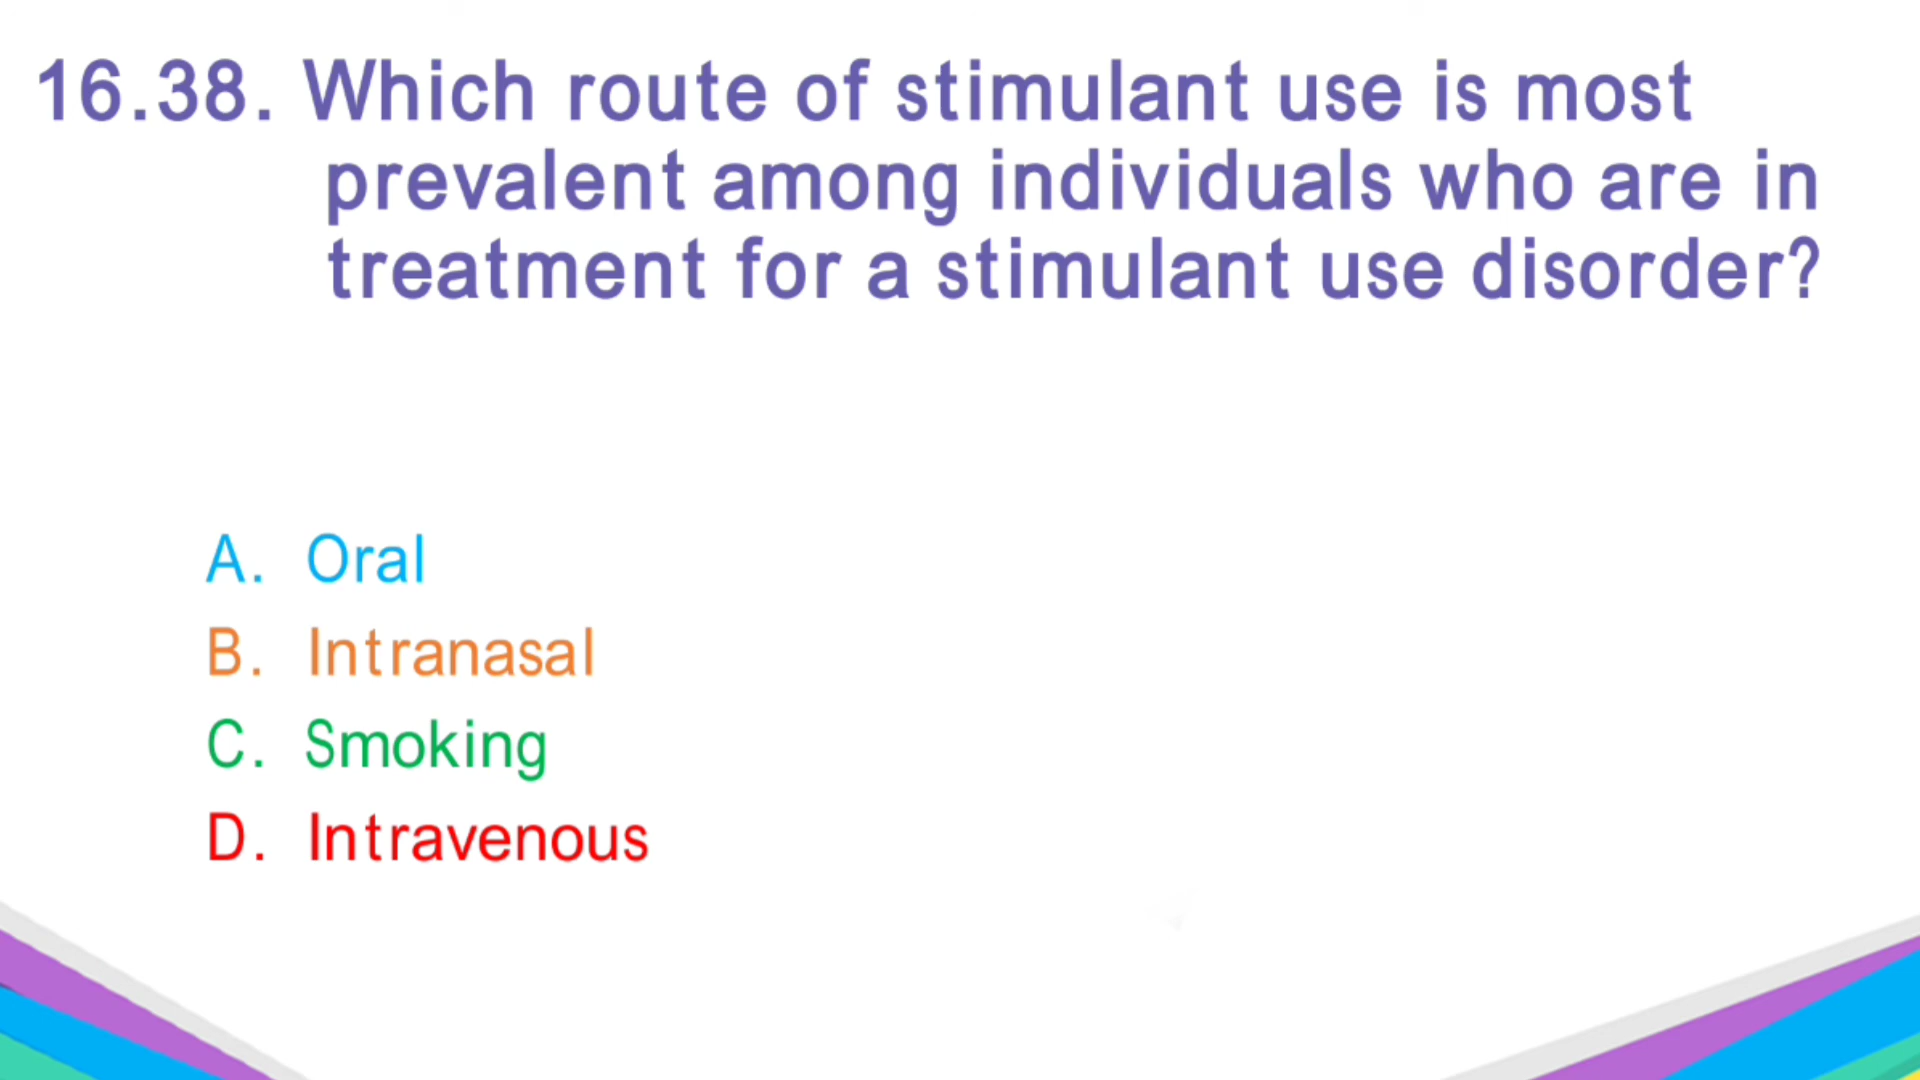 16.38. Which route of stimulant use is most
prevalent among individuals who are in
treatment for a stimulant use disorder?
A. Oral
B. Intranasal
C. Smoking
D. Intravenous